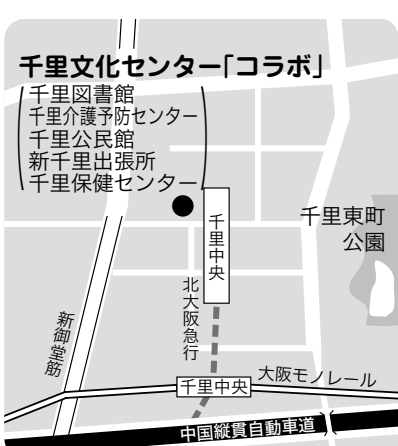 千里文化センター「コラボ」
千里図書館
千里介護予防センター
千里公民館
新千里出張所
千里保健センター
千里東町
公園
千里中央
北大阪急行
新御堂筋
大阪モノレール
千里中央
中国縦貫自動車道